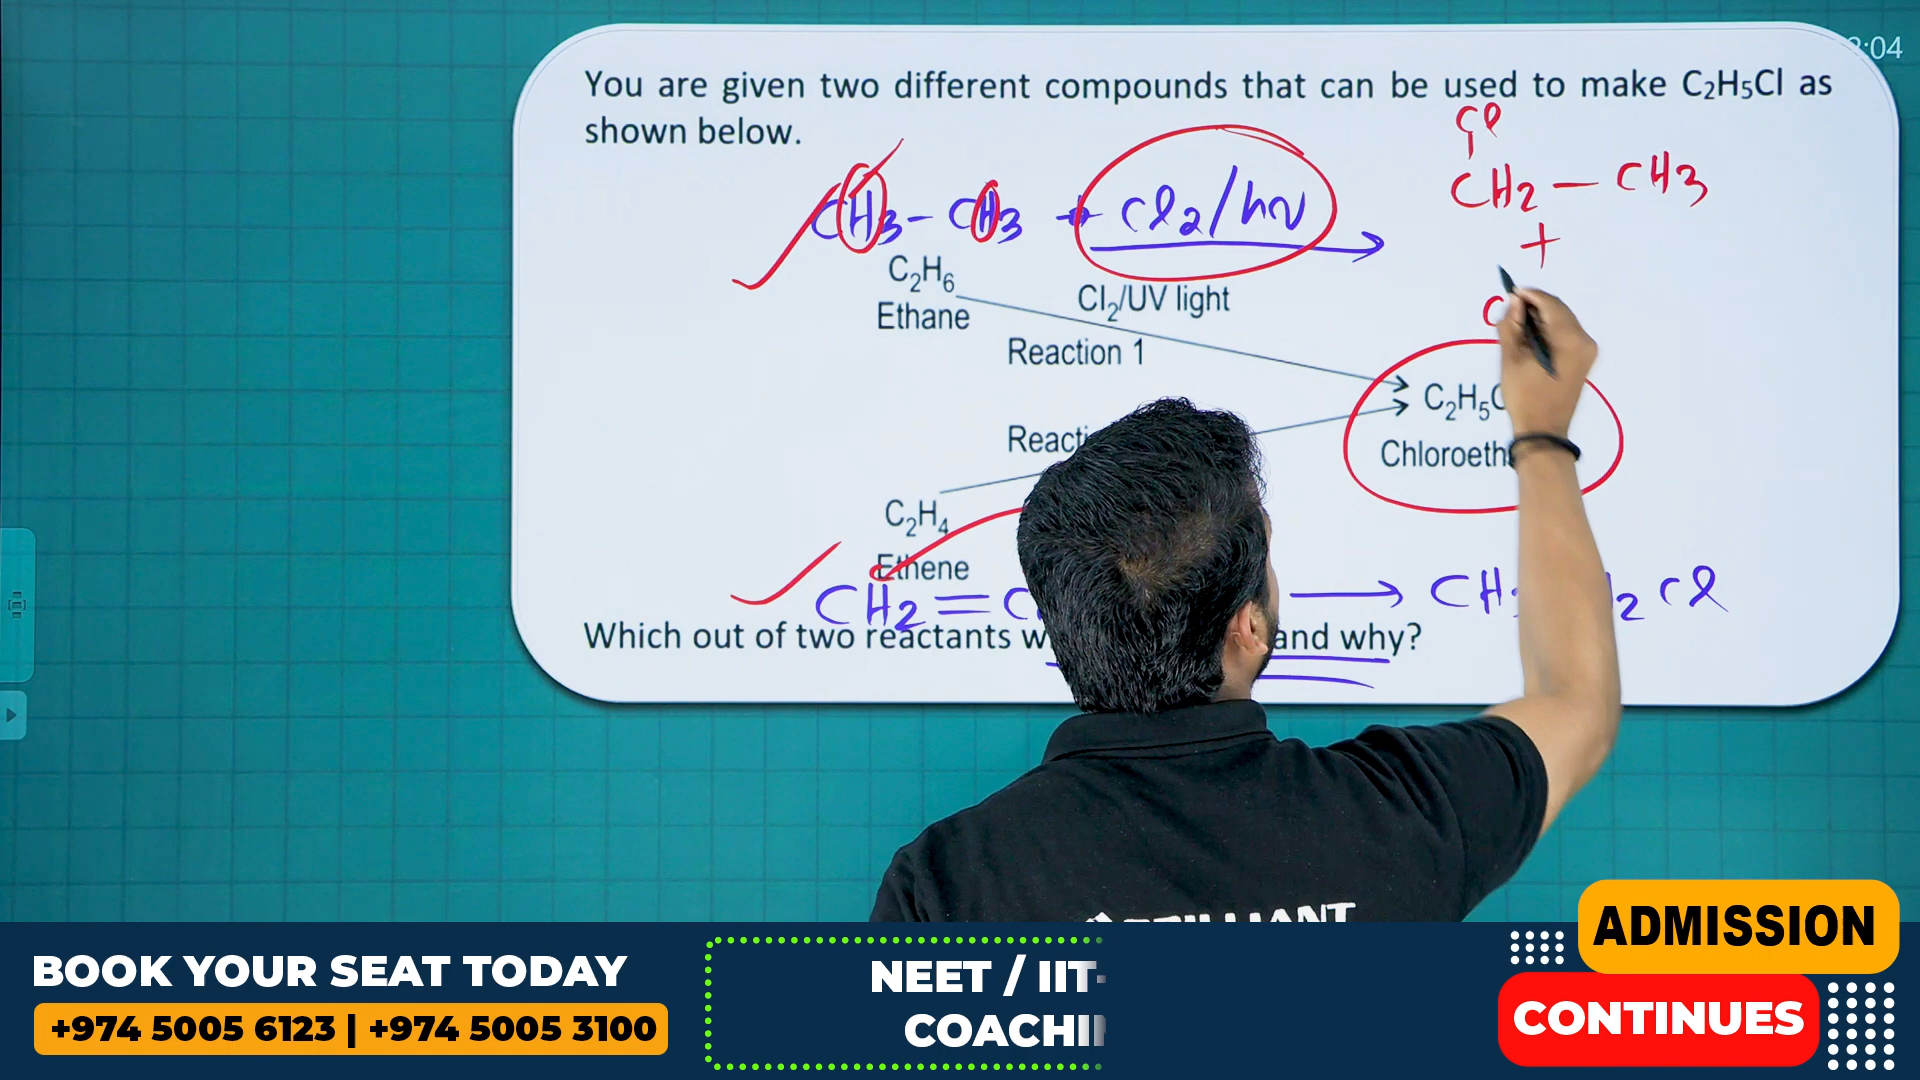 You are given two different compounds that can be used to make C₂H₅Cl as
shown below.
:04
Cl
CH2 — CH3
+
CH3 – CH3 + Cl2/hν
C₂H₆
Ethane
Cl₂/UV light
Reaction 1
C₂H₅
C₂H₄
Ethene
CH2 = C
CH
2 Cl
Which out of two reactants
and why?
BRILLIANT
BOOK YOUR SEAT TODAY
+974 5005 6123 | +974 5005 3100
NEET / IIT-
COACHI
ADMISSION
CONTINUES